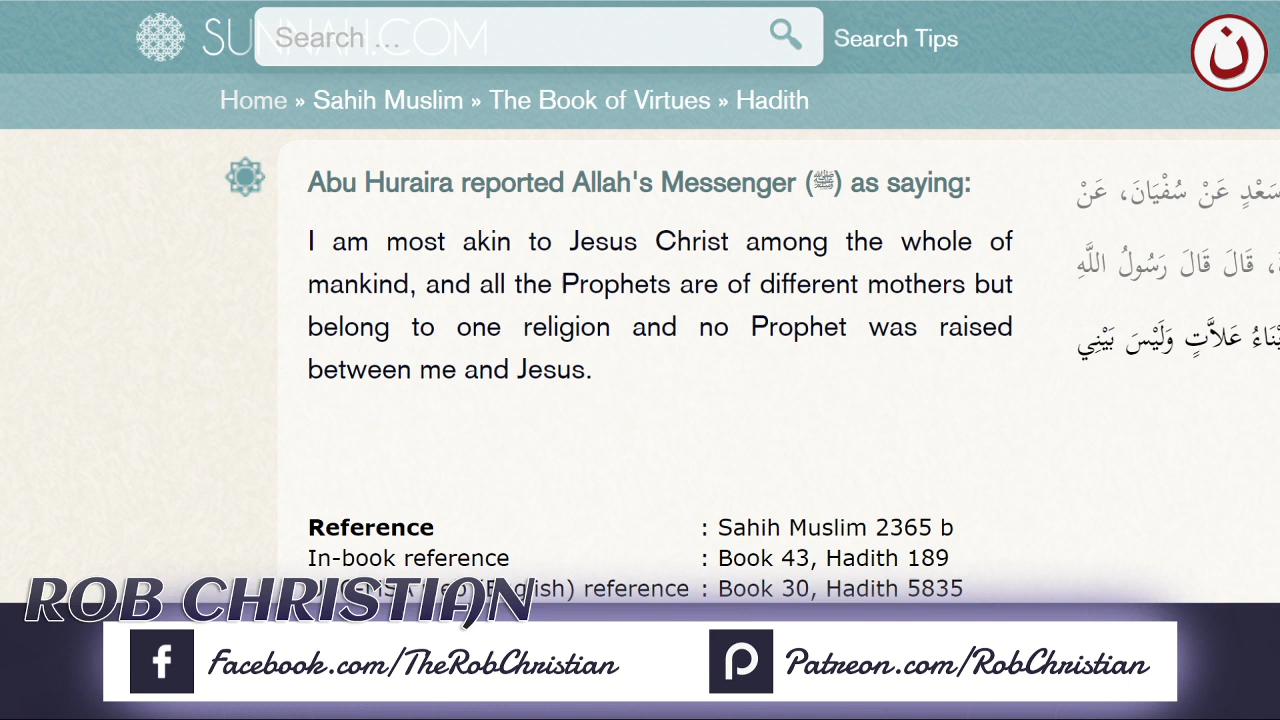 SUNNAH.COM
Search ...
Search Tips
ن
Home » Sahih Muslim » The Book of Virtues » Hadith
Abu Huraira reported Allah's Messenger (ﷺ) as saying:
I am most akin to Jesus Christ among the whole of
mankind, and all the Prophets are of different mothers but
belong to one religion and no Prophet was raised
between me and Jesus.
سَعْدٍ عَنْ سُفْيَانَ، عَنْ
قَالَ قَالَ رَسُولُ اللَّهِ
عَلاَّتٍ وَلَيْسَ بَيْنِي
Reference : Sahih Muslim 2365 b
In-book reference : Book 43, Hadith 189
reference : Book 30, Hadith 5835
ROB CHRISTIAN
Facebook.com/TheRobChristian
Patreon.com/RobChristian